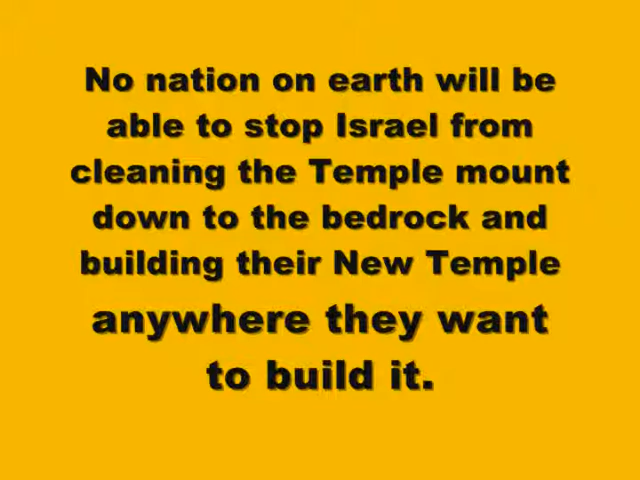 No nation on earth will be
able to stop Israel from
cleaning the Temple mount
down to the bedrock and
building their New Temple
anywhere they want
to build it.